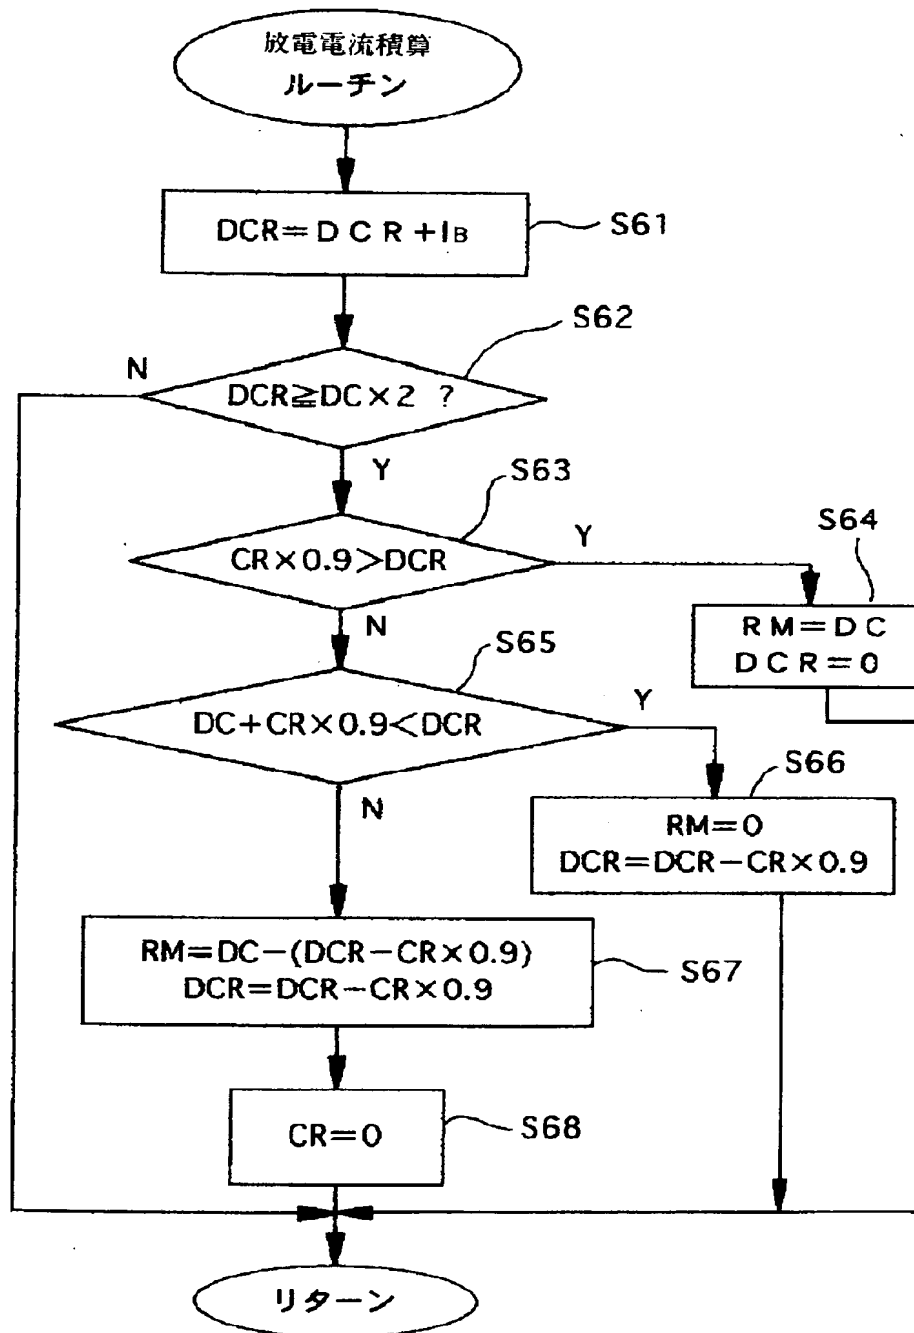 放電電流積算
ルーチン
DCR=DCR+IB
S61
S62
N
DCR≧DC×2 ?
Y
S63
CR×0.9>DCR
Y
S64
N
RM=DC
DCR=0
S65
DC+CR×0.9<DCR
Y
S66
N
RM=0
DCR=DCR-CR×0.9
RM=DC-(DCR-CR×0.9)
DCR=DCR-CR×0.9
S67
CR=0
S68
リターン